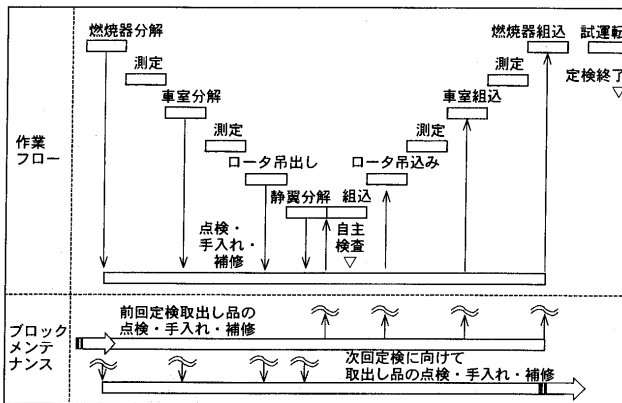 燃焼器分解
燃焼器組込
試運転
測定
測定
定検終了
車室分解
車室組込
測定
測定
作業
フロー
ロータ吊出し
ロータ吊込み
静翼分解
組込
点検・
手入れ・
補修
自主
検査
ブロック
メンテ
ナンス
前回定検取出し品の
点検・手入れ・補修
次回定検に向けて
取出し品の点検・手入れ・補修